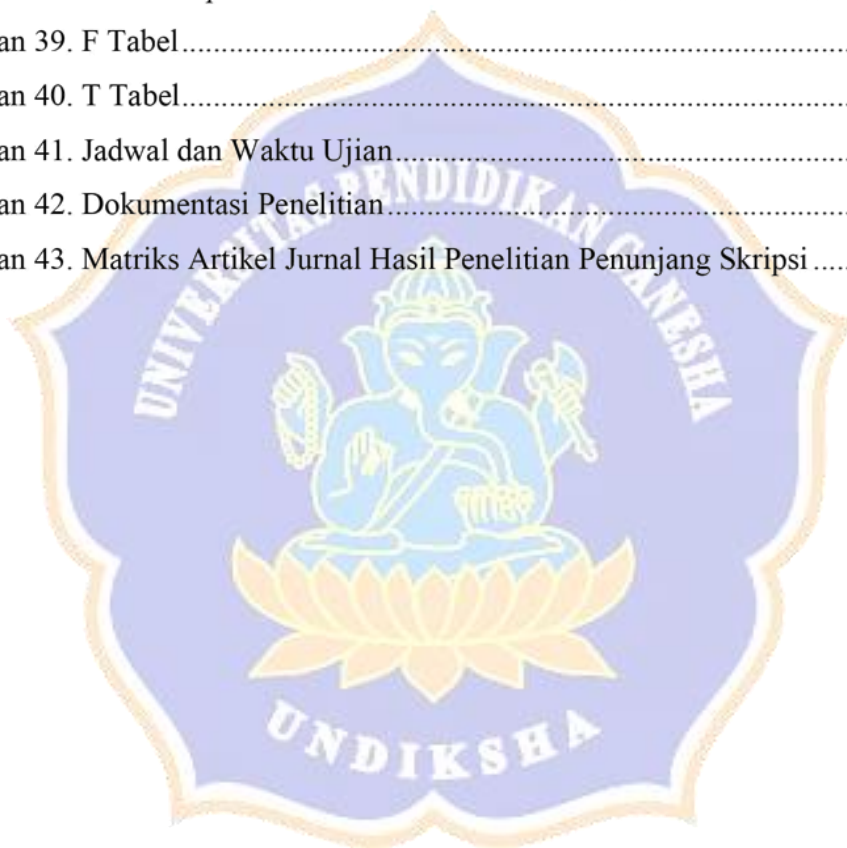 an 39. F Tabel
an 40. T Tabel
an 41. Jadwal dan Waktu Ujian
an 42. Dokumentasi Penelitian
an 43. Matriks Artikel Jurnal Hasil Penelitian Penunjang Skripsi
UNIVERSITAS PENDIDIKAN GANESHA
UNDIKSHA